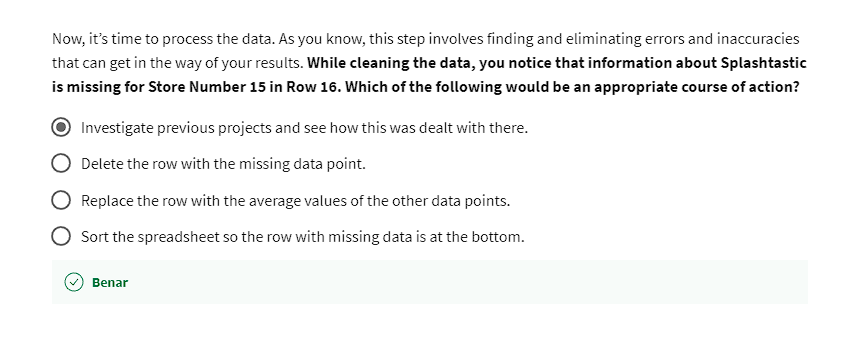 Now, it's time to process the data. As you know, this step involves finding and eliminating errors and inaccuracies
that can get in the way of your results. While cleaning the data, you notice that information about Splashtastic
is missing for Store Number 15 in Row 16. Which of the following would be an appropriate course of action?
Investigate previous projects and see how this was dealt with there.
Delete the row with the missing data point.
Replace the row with the average values of the other data points.
Sort the spreadsheet so the row with missing data is at the bottom.
Benar